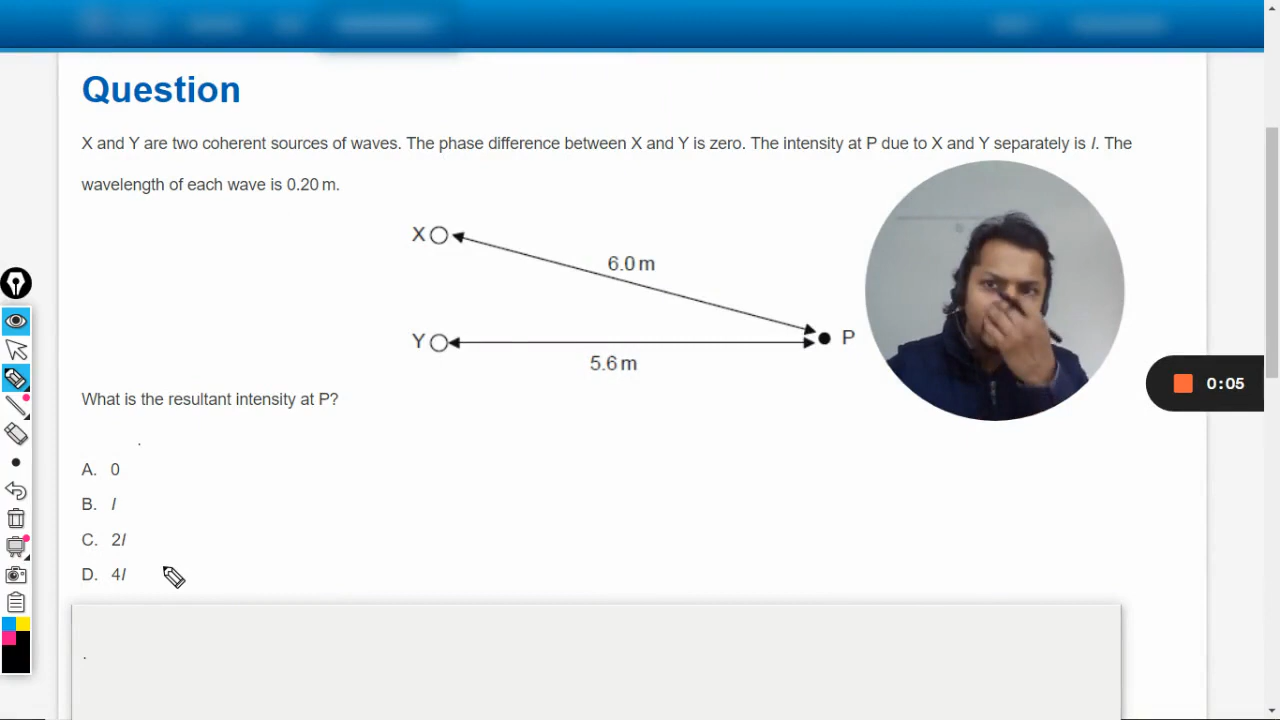 Question
X and Y are two coherent sources of waves. The phase difference between X and Y is zero. The intensity at P due to X and Y separately is I. The
wavelength of each wave is 0.20 m.
X
6.0 m
Y
P
5.6 m
0:05
What is the resultant intensity at P?
A. 0
B. I
C. 2I
D. 4I